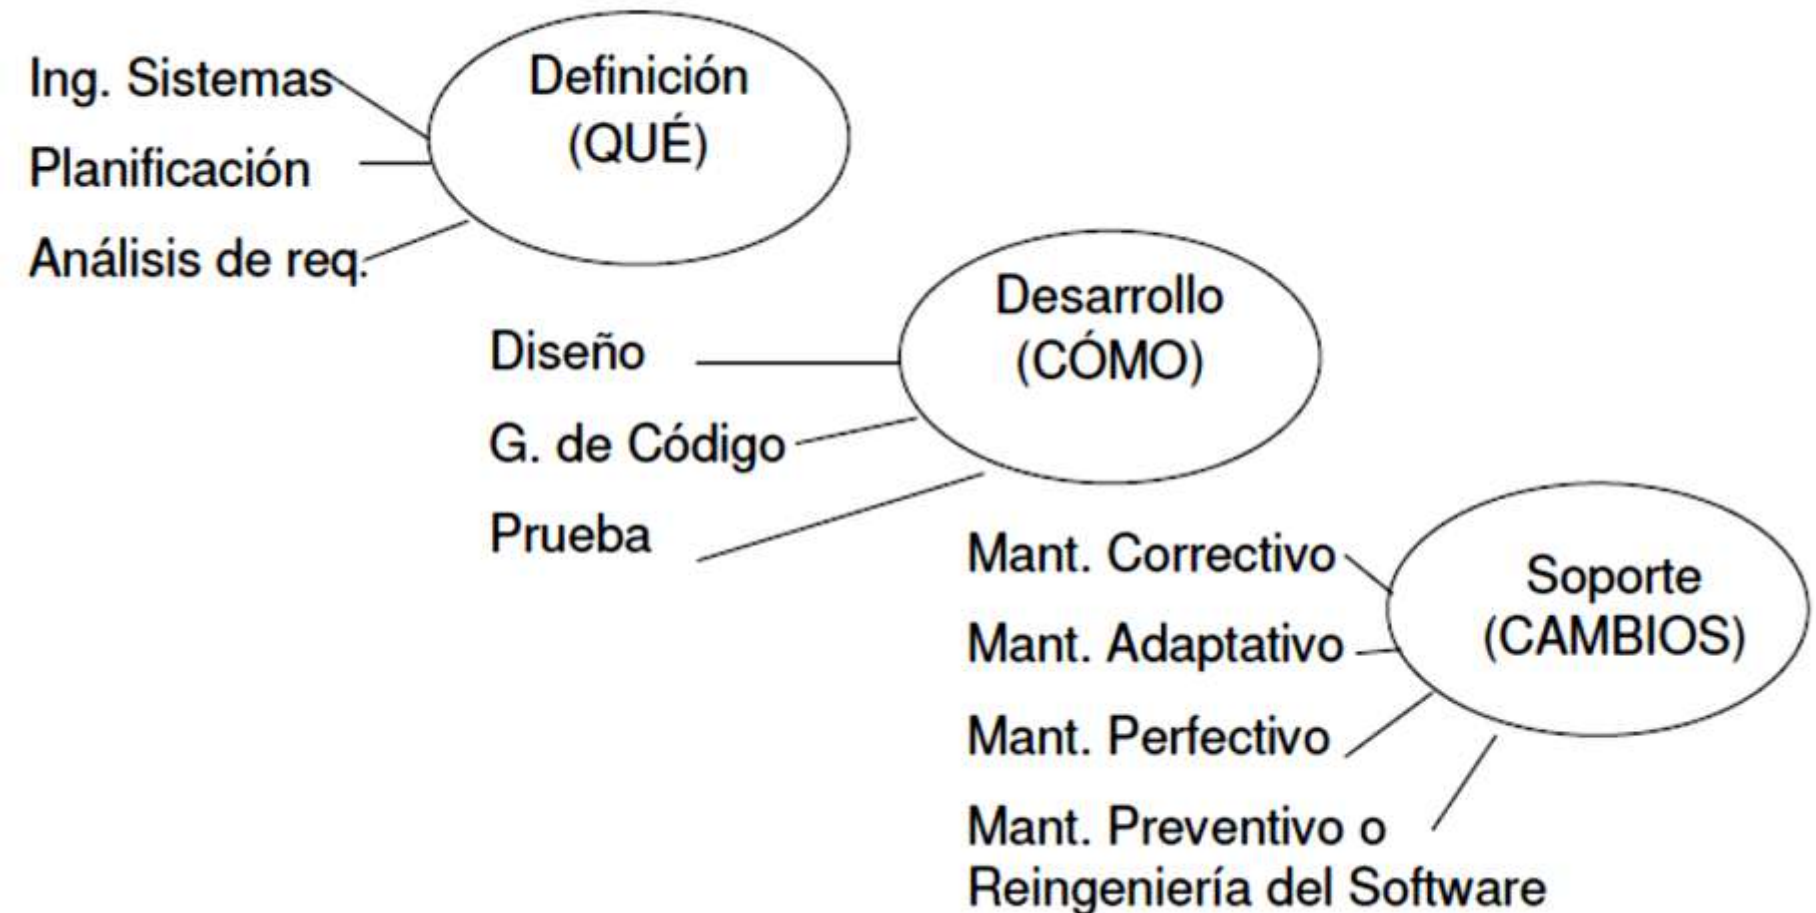 Ing. Sistemas
Planificación
Análisis de req.
Definición
(QUÉ)
Diseño
G. de Código
Prueba
Desarrollo
(CÓMO)
Mant. Correctivo
Mant. Adaptativo
Mant. Perfectivo
Mant. Preventivo o
Reingeniería del Software
Soporte
(CAMBIOS)